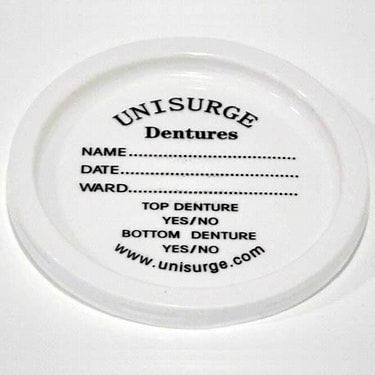 UNISURGE
Dentures
NAME..................................
DATE..................................
WARD..................................
TOP DENTURE
YES/NO
BOTTOM DENTURE
YES/NO
www.unisurge.com